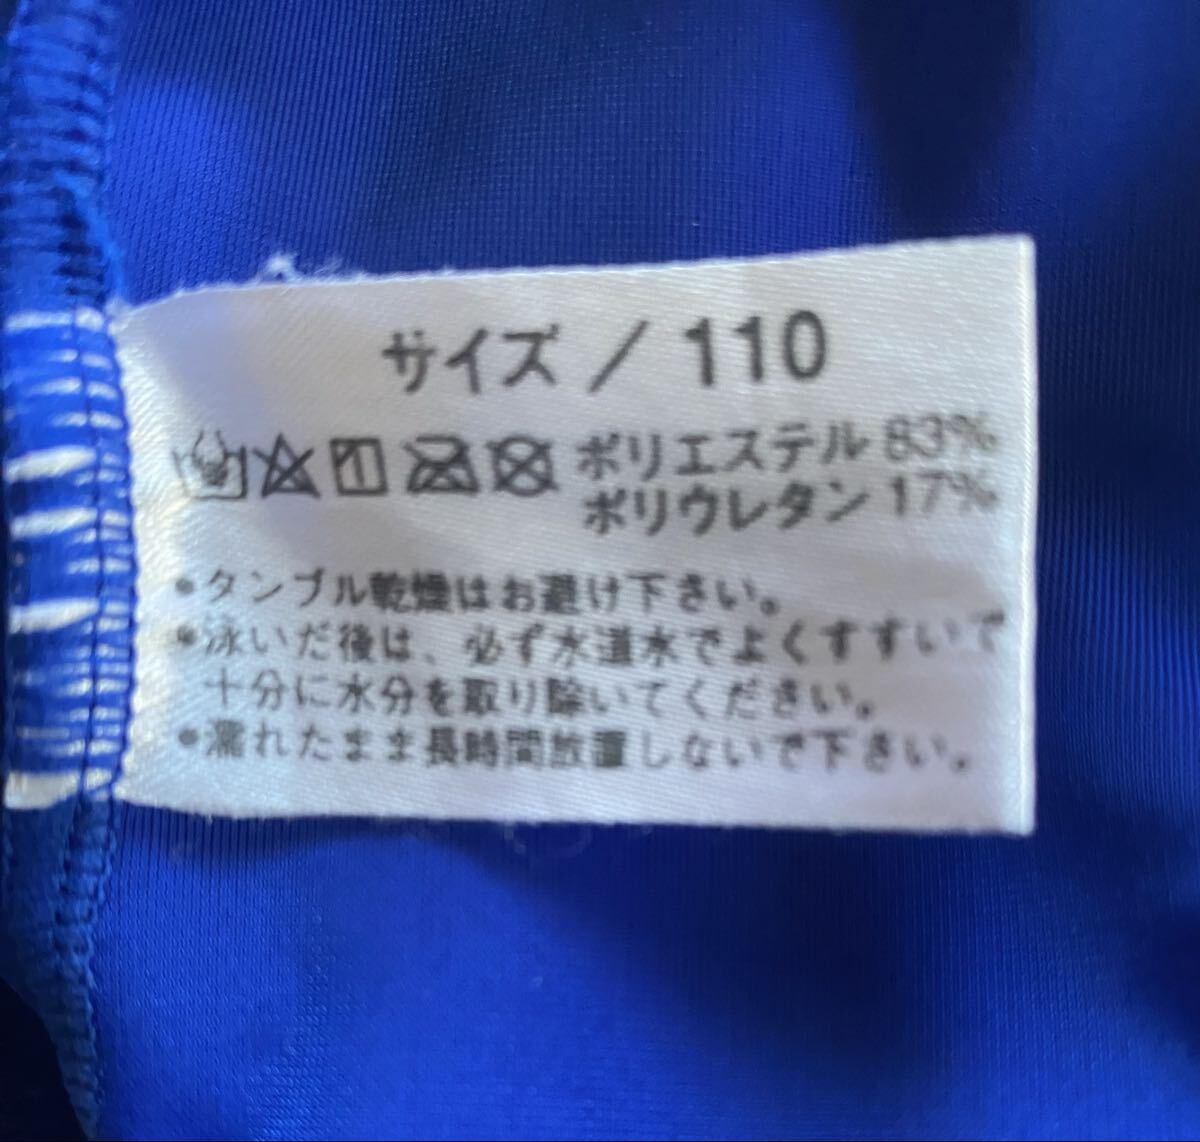 サイズ / 110
ポリエステル 83%
ポリウレタン 17%
●タンブル乾燥はお避け下さい。
●泳いだ後は、必ず水道水でよくすすいで
十分に水分を取り除いてください。
●濡れたまま長時間放置しないで下さい。